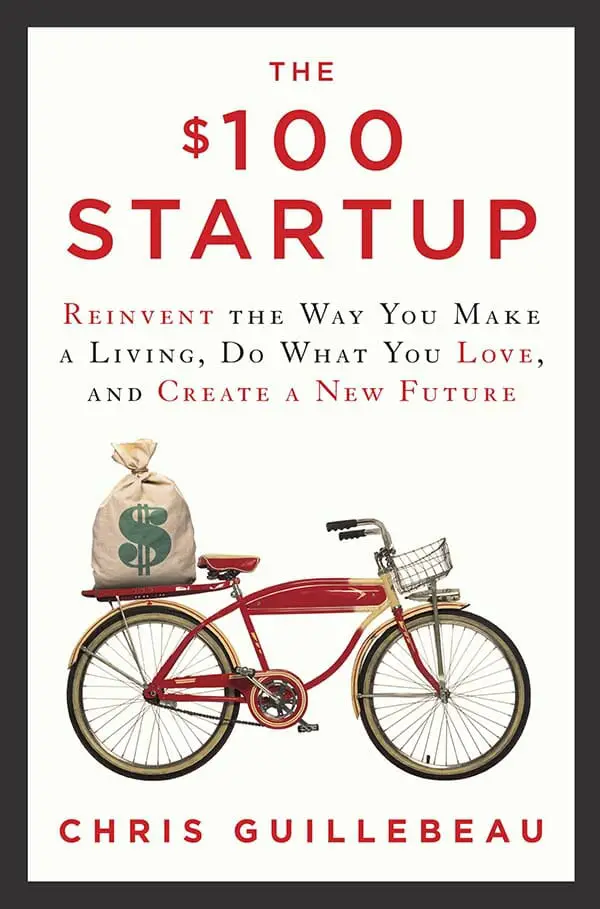 THE
$100
STARTUP
REINVENT THE WAY YOU MAKE
A LIVING, DO WHAT YOU LOVE,
AND CREATE A NEW FUTURE
$
CHRIS GUILLEBEAU